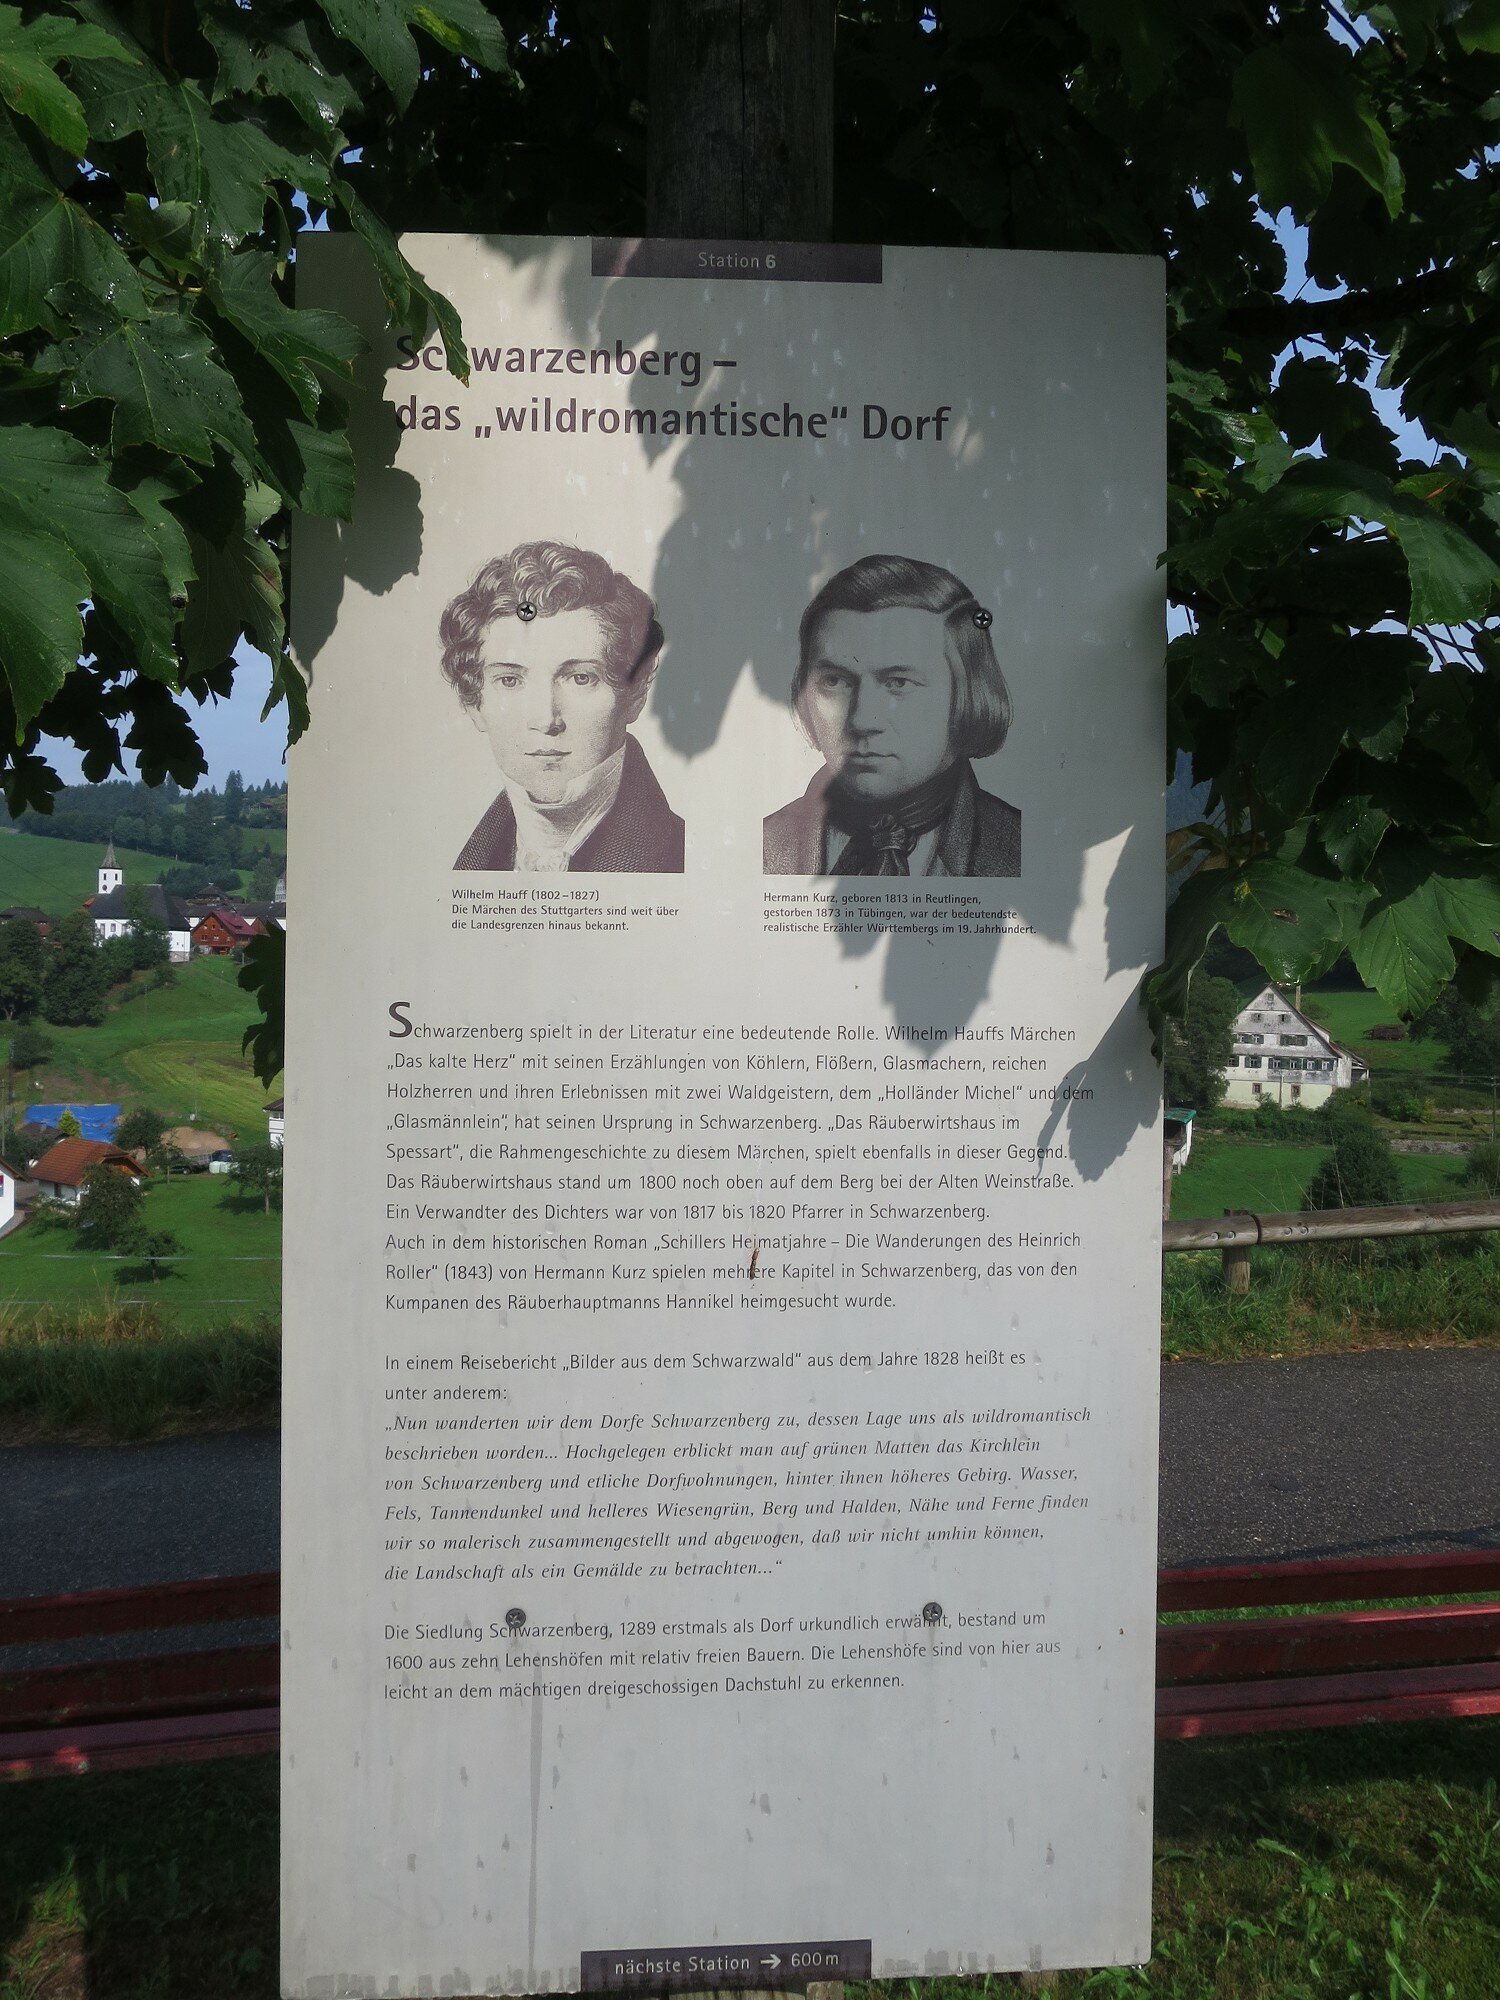 Station 6
Schwarzenberg –
das „wildromantische“ Dorf
Wilhelm Hauff (1802–1827)
Die Märchen des Stuttgarters sind weit über
die Landesgrenzen hinaus bekannt.
Hermann Kurz, geboren 1813 in Reutlingen,
gestorben 1873 in Tübingen, war der bedeutendste
realistische Erzähler Württembergs im 19. Jahrhundert.
Schwarzenberg spielt in der Literatur eine bedeutende Rolle. Wilhelm Hauffs Märchen
„Das kalte Herz“ mit seinen Erzählungen von Köhlern, Flößern, Glasmachern, reichen
Holzherren und ihren Erlebnissen mit zwei Waldgeistern, dem „Holländer Michel“ und dem
„Glasmännlein“, hat seinen Ursprung in Schwarzenberg. „Das Räuberwirtshaus im
Spessart“, die Rahmengeschichte zu diesem Märchen, spielt ebenfalls in dieser Gegend.
Das Räuberwirtshaus stand um 1800 noch oben auf dem Berg bei der Alten Weinstraße.
Ein Verwandter des Dichters war von 1817 bis 1820 Pfarrer in Schwarzenberg.
Auch in dem historischen Roman „Schillers Heimatjahre – Die Wanderungen des Heinrich
Roller“ (1843) von Hermann Kurz spielen mehrere Kapitel in Schwarzenberg, das von den
Kumpanen des Räuberhauptmanns Hannikel heimgesucht wurde.
In einem Reisebericht „Bilder aus dem Schwarzwald“ aus dem Jahre 1828 heißt es
unter anderem:
„Nun wanderten wir dem Dorfe Schwarzenberg zu, dessen Lage uns als wildromantisch
beschrieben worden... Hochgelegen erblickt man auf grünen Matten das Kirchlein
von Schwarzenberg und etliche Dorfwohnungen, hinter ihnen höheres Gebirg. Wasser,
Fels, Tannendunkel und helleres Wiesengrün, Berg und Halden, Nähe und Ferne finden
wir so malerisch zusammengestellt und abgewogen, daß wir nicht umhin können,
die Landschaft als ein Gemälde zu betrachten...“
Die Siedlung Schwarzenberg, 1289 erstmals als Dorf urkundlich erwähnt, bestand um
1600 aus zehn Lehenshöfen mit relativ freien Bauern. Die Lehenshöfe sind von hier aus
leicht an dem mächtigen dreigeschossigen Dachstuhl zu erkennen.
nächste Station → 600 m